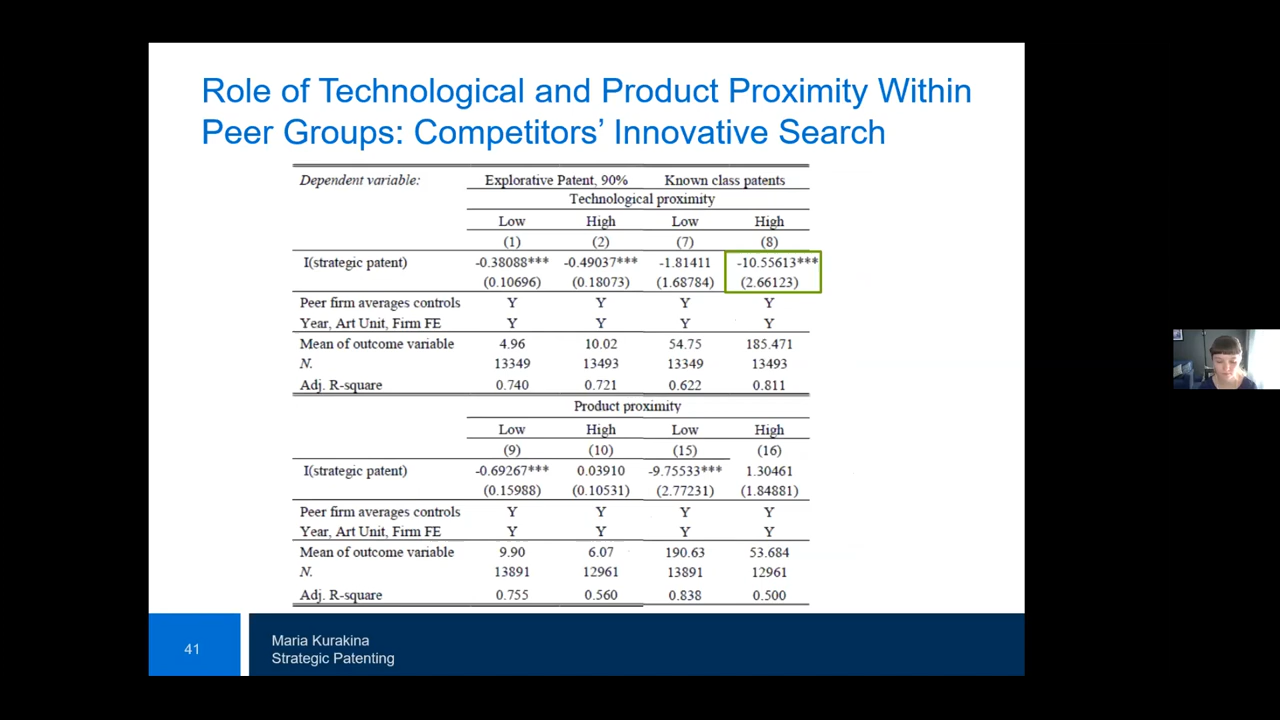 Role of Technological and Product Proximity Within
Peer Groups: Competitors' Innovative Search
Dependent variable: Explorative Patent, 90% Known class patents
Technological proximity
Low High Low High
(1) (2) (7) (8)
I(strategic patent) -0.38088*** -0.49037*** -1.81411 -10.55613***
(0.10696) (0.18073) (1.68784) (2.66123)
Peer firm averages controls Y Y Y Y
Year, Art Unit, Firm FE Y Y Y Y
Mean of outcome variable 4.96 10.02 54.75 185.471
N. 13349 13493 13349 13493
Adj. R-square 0.740 0.721 0.622 0.811
Product proximity
Low High Low High
(9) (10) (15) (16)
I(strategic patent) -0.69267*** 0.03910 -9.75533*** 1.30461
(0.15988) (0.10531) (2.77231) (1.84881)
Peer firm averages controls Y Y Y Y
Year, Art Unit, Firm FE Y Y Y Y
Mean of outcome variable 9.90 6.07 190.63 53.684
N. 13891 12961 13891 12961
Adj. R-square 0.755 0.560 0.838 0.500
41
Maria Kurakina
Strategic Patenting